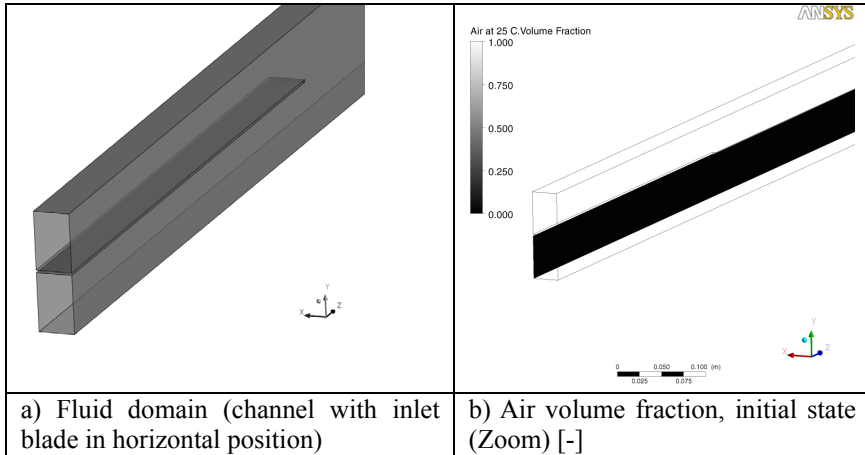 X
Y
Z
ANSYS
Air at 25 C.Volume Fraction
1.000
0.750
0.500
0.250
0.000
Y
X
Z
0 0.050 0.100 (m)
0.025 0.075
a) Fluid domain (channel with inlet
blade in horizontal position)
b) Air volume fraction, initial state
(Zoom) [-]